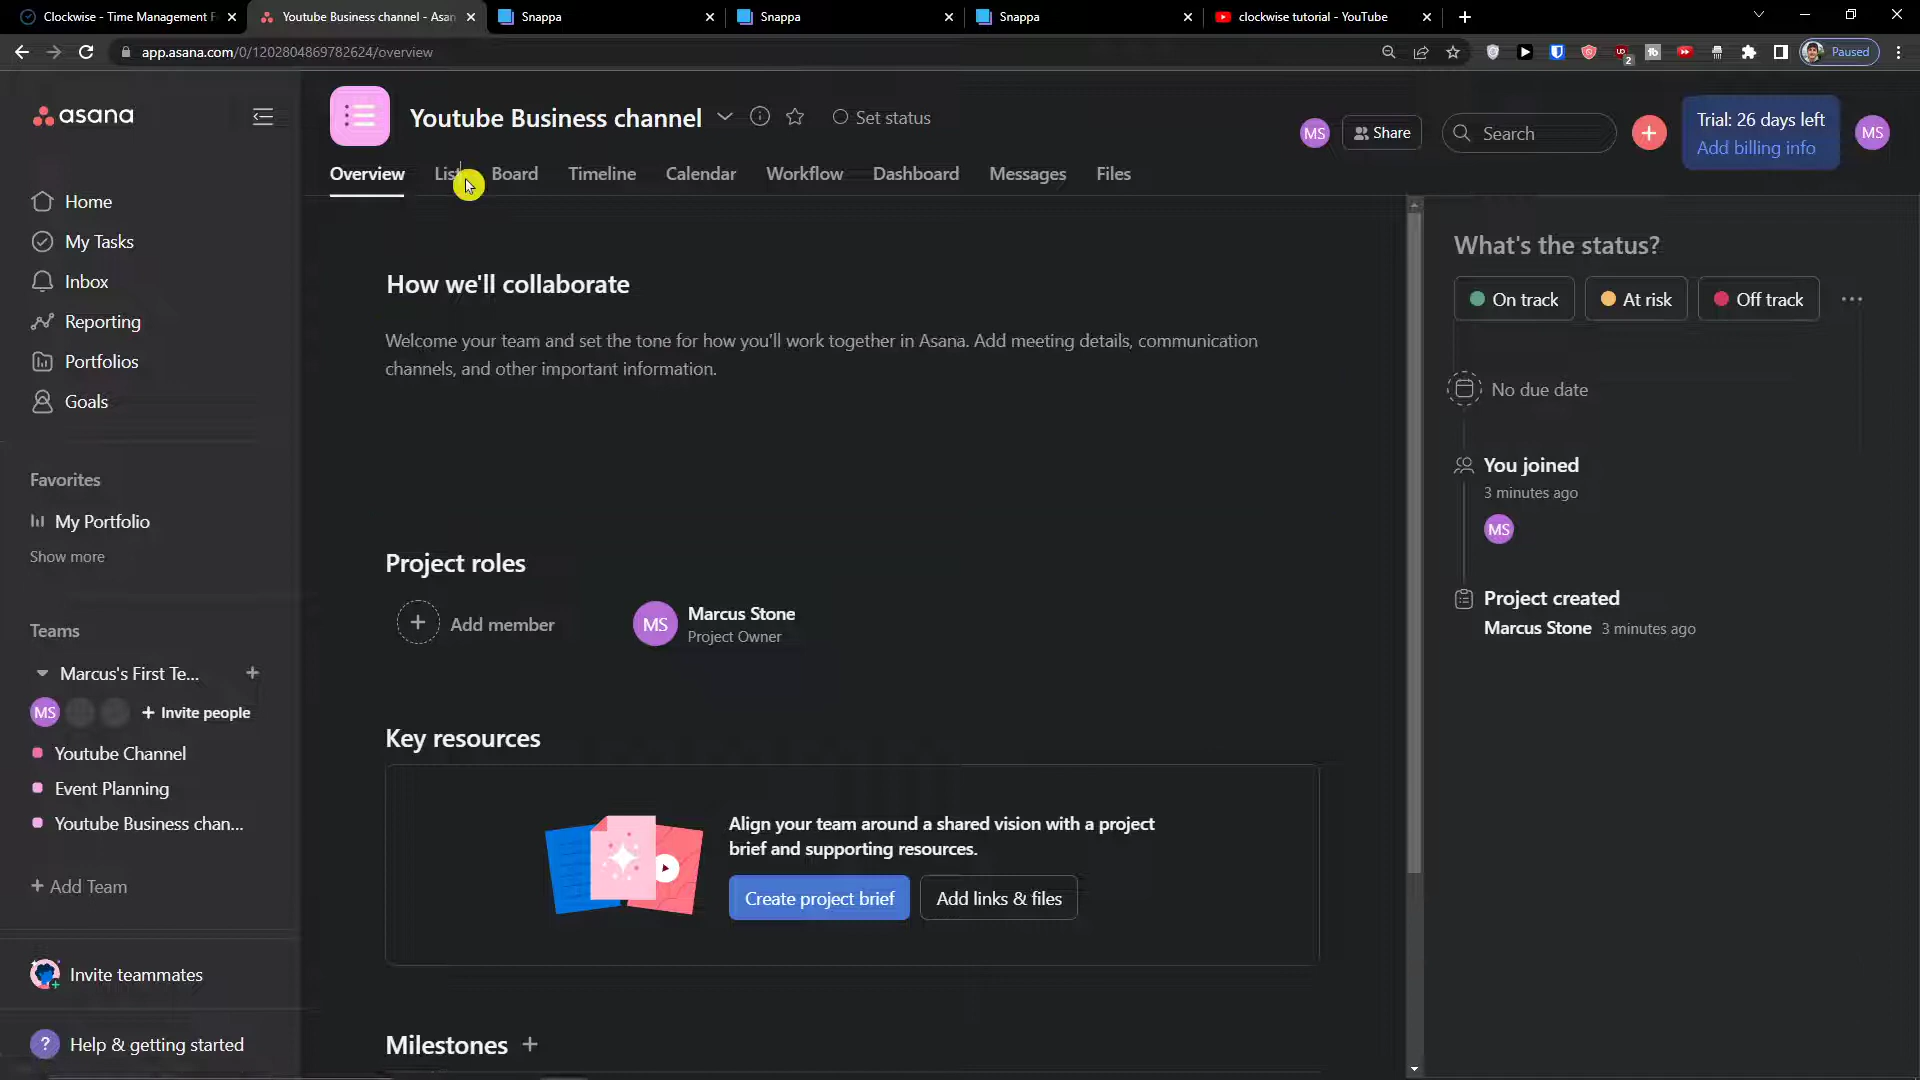 Clockwise - Time Management F
Youtube Business channel - Asan
Snappa
Snappa
Snappa
clockwise tutorial - YouTube
app.asana.com/0/1202804869782624/overview
2
Paused
asana
Home
My Tasks
Inbox
Reporting
Portfolios
Goals
Favorites
My Portfolio
Show more
Teams
Marcus's First Te...
MS
Invite people
Youtube Channel
Event Planning
Youtube Business chan...
Add Team
Invite teammates
? Help & getting started
Youtube Business channel
Set status
MS
Share
Search
Trial: 26 days left
Add billing info
MS
Overview List Board Timeline Calendar Workflow Dashboard Messages Files
How we'll collaborate
Welcome your team and set the tone for how you'll work together in Asana. Add meeting details, communication
channels, and other important information.
Project roles
Add member
MS
Marcus Stone
Project Owner
Key resources
Align your team around a shared vision with a project
brief and supporting resources.
Create project brief
Add links & files
Milestones
What's the status?
On track
At risk
Off track
No due date
You joined
3 minutes ago
MS
Project created
Marcus Stone 3 minutes ago